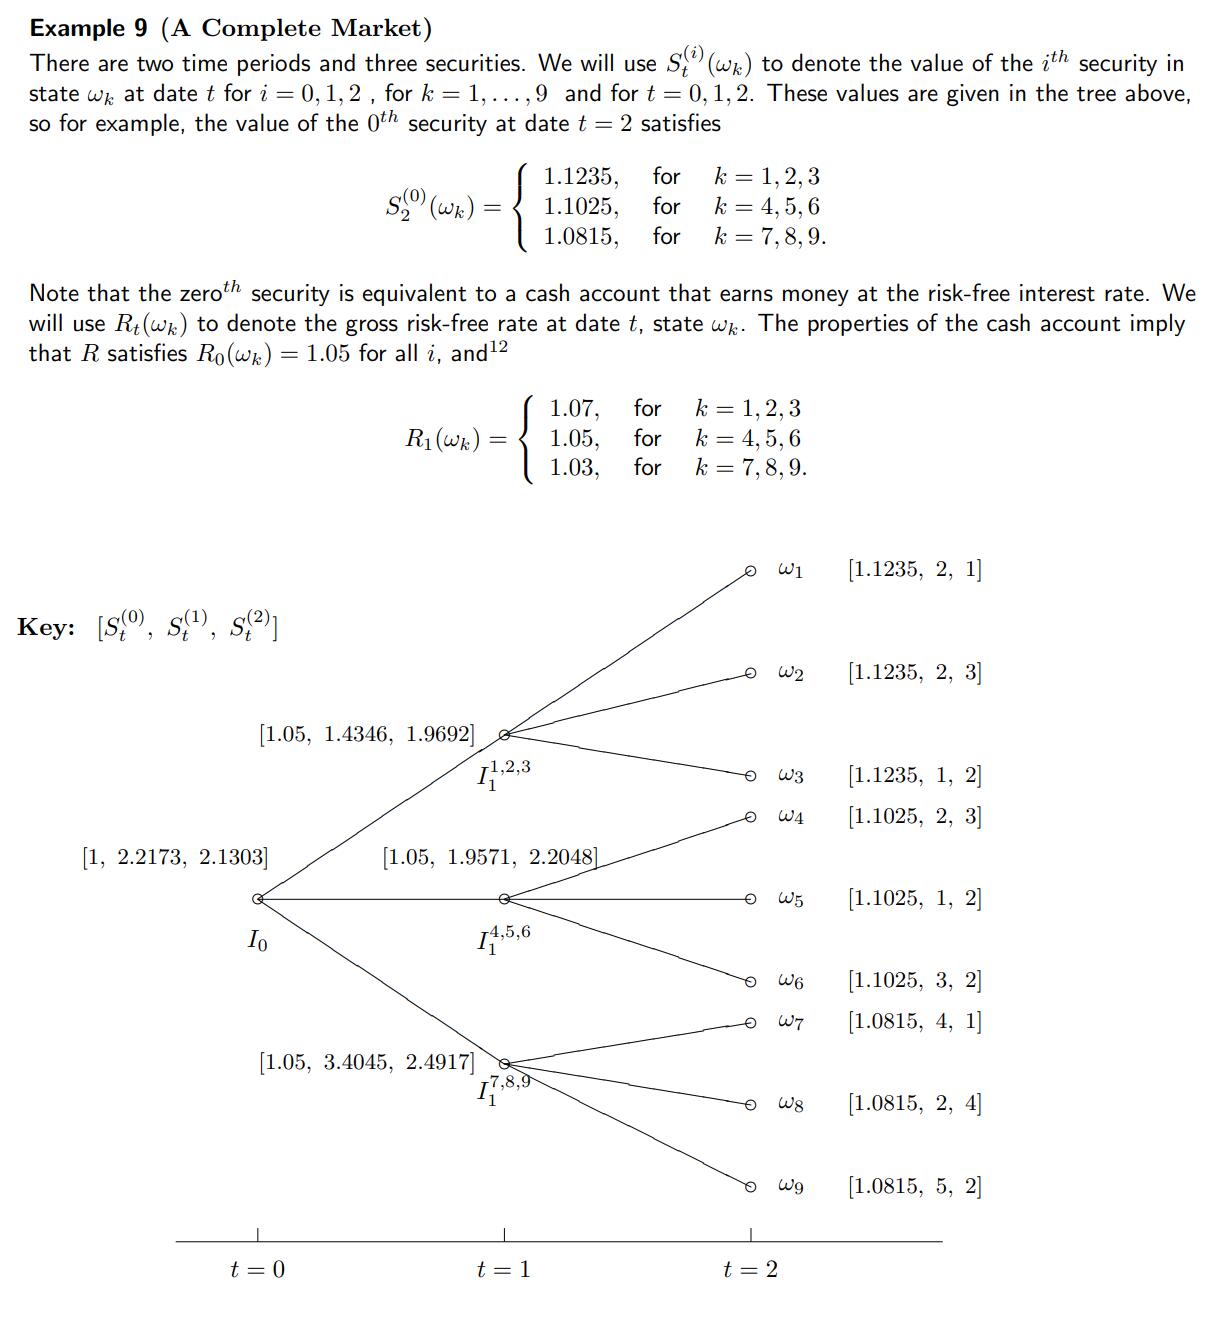 Example 9 (A Complete Market)
There are two time periods and three securities. We will use $S_t^{(i)}(\omega_k)$ to denote the value of the $i^{th}$ security in
state $\omega_k$ at date $t$ for $i = 0, 1, 2$ , for $k = 1, \ldots, 9$ and for $t = 0, 1, 2$. These values are given in the tree above,
so for example, the value of the $0^{th}$ security at date $t = 2$ satisfies
$S_2^{(0)}(\omega_k) = \begin{cases} 1.1235, & \text{for} \quad k = 1, 2, 3 \\ 1.1025, & \text{for} \quad k = 4, 5, 6 \\ 1.0815, & \text{for} \quad k = 7, 8, 9. \end{cases}$
Note that the zero$^{th}$ security is equivalent to a cash account that earns money at the risk-free interest rate. We
will use $R_t(\omega_k)$ to denote the gross risk-free rate at date $t$, state $\omega_k$. The properties of the cash account imply
that $R$ satisfies $R_0(\omega_k) = 1.05$ for all $i$, and$^{12}$
$R_1(\omega_k) = \begin{cases} 1.07, & \text{for} \quad k = 1, 2, 3 \\ 1.05, & \text{for} \quad k = 4, 5, 6 \\ 1.03, & \text{for} \quad k = 7, 8, 9. \end{cases}$
$\omega_1$ [1.1235, 2, 1]
Key: $[S_t^{(0)}, S_t^{(1)}, S_t^{(2)}]$
$\omega_2$ [1.1235, 2, 3]
[1.05, 1.4346, 1.9692]
$I_1^{1,2,3}$
$\omega_3$ [1.1235, 1, 2]
$\omega_4$ [1.1025, 2, 3]
[1, 2.2173, 2.1303]
[1.05, 1.9571, 2.2048]
$\omega_5$ [1.1025, 1, 2]
$I_0$
$I_1^{4,5,6}$
$\omega_6$ [1.1025, 3, 2]
$\omega_7$ [1.0815, 4, 1]
[1.05, 3.4045, 2.4917]
$I_1^{7,8,9}$
$\omega_8$ [1.0815, 2, 4]
$\omega_9$ [1.0815, 5, 2]
$t = 0$
$t = 1$
$t = 2$